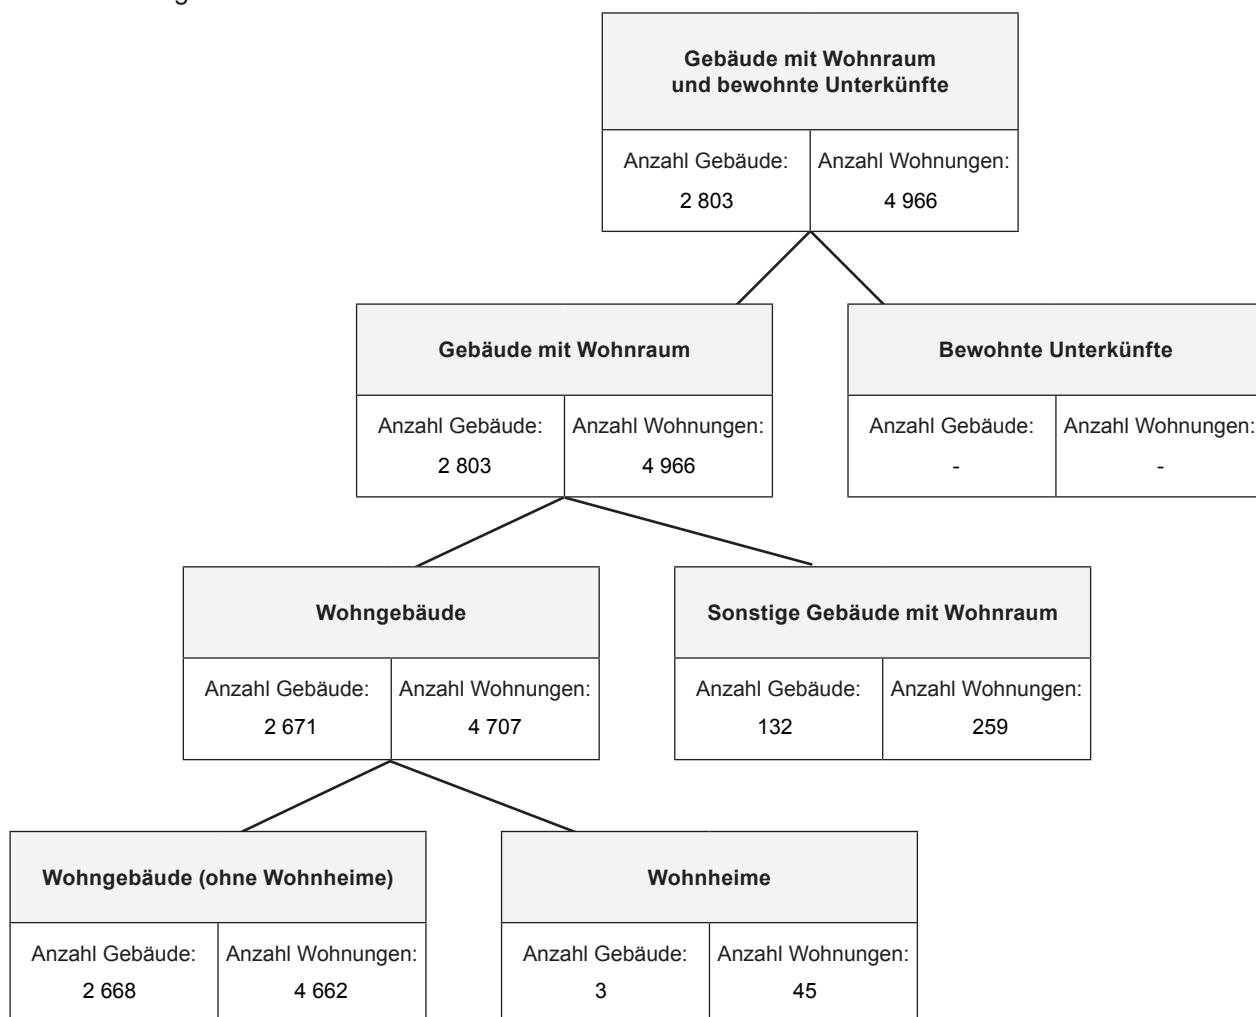 Gebäude mit Wohnraum
und bewohnte Unterkünfte
Anzahl Gebäude: Anzahl Wohnungen:
2 803 4 966
Gebäude mit Wohnraum Bewohnte Unterkünfte
Anzahl Gebäude: Anzahl Wohnungen: Anzahl Gebäude: Anzahl Wohnungen:
2 803 4 966 - -
Wohngebäude Sonstige Gebäude mit Wohnraum
Anzahl Gebäude: Anzahl Wohnungen: Anzahl Gebäude: Anzahl Wohnungen:
2 671 4 707 132 259
Wohngebäude (ohne Wohnheime) Wohnheime
Anzahl Gebäude: Anzahl Wohnungen: Anzahl Gebäude: Anzahl Wohnungen:
2 668 4 662 3 45